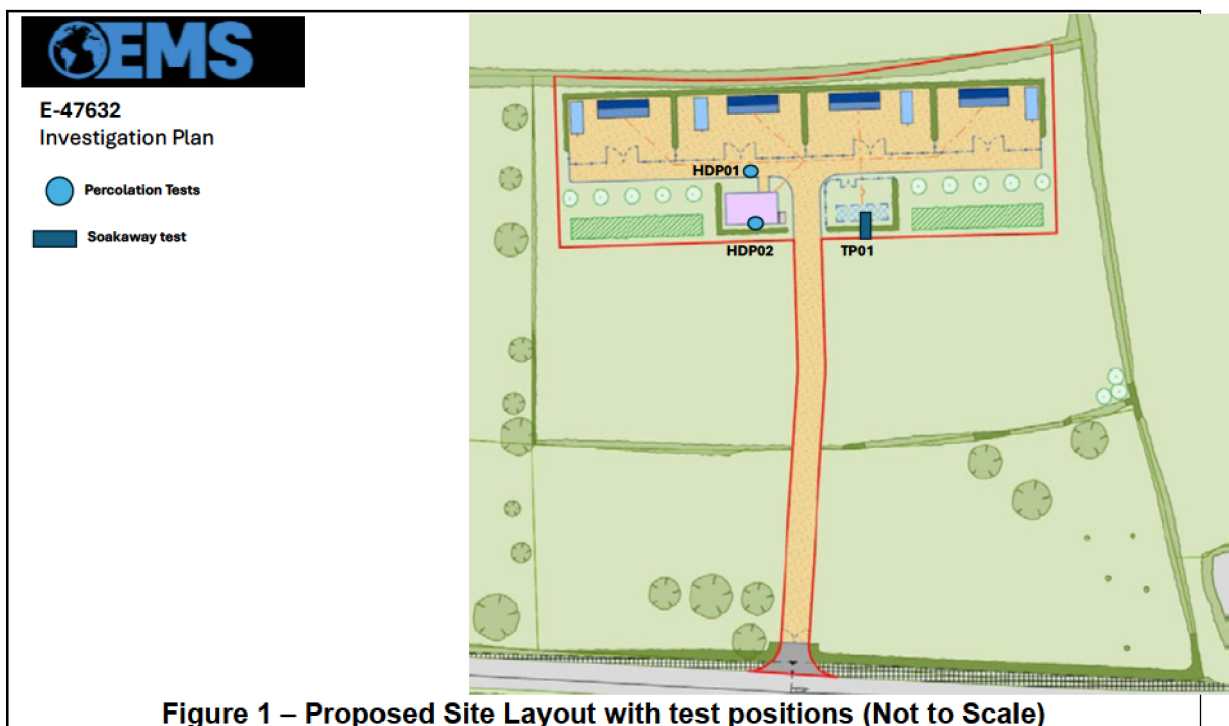 EMS
E-47632
Investigation Plan
Percolation Tests
Soakaway test
HDP01
HDP02
TP01
Figure 1 – Proposed Site Layout with test positions (Not to Scale)